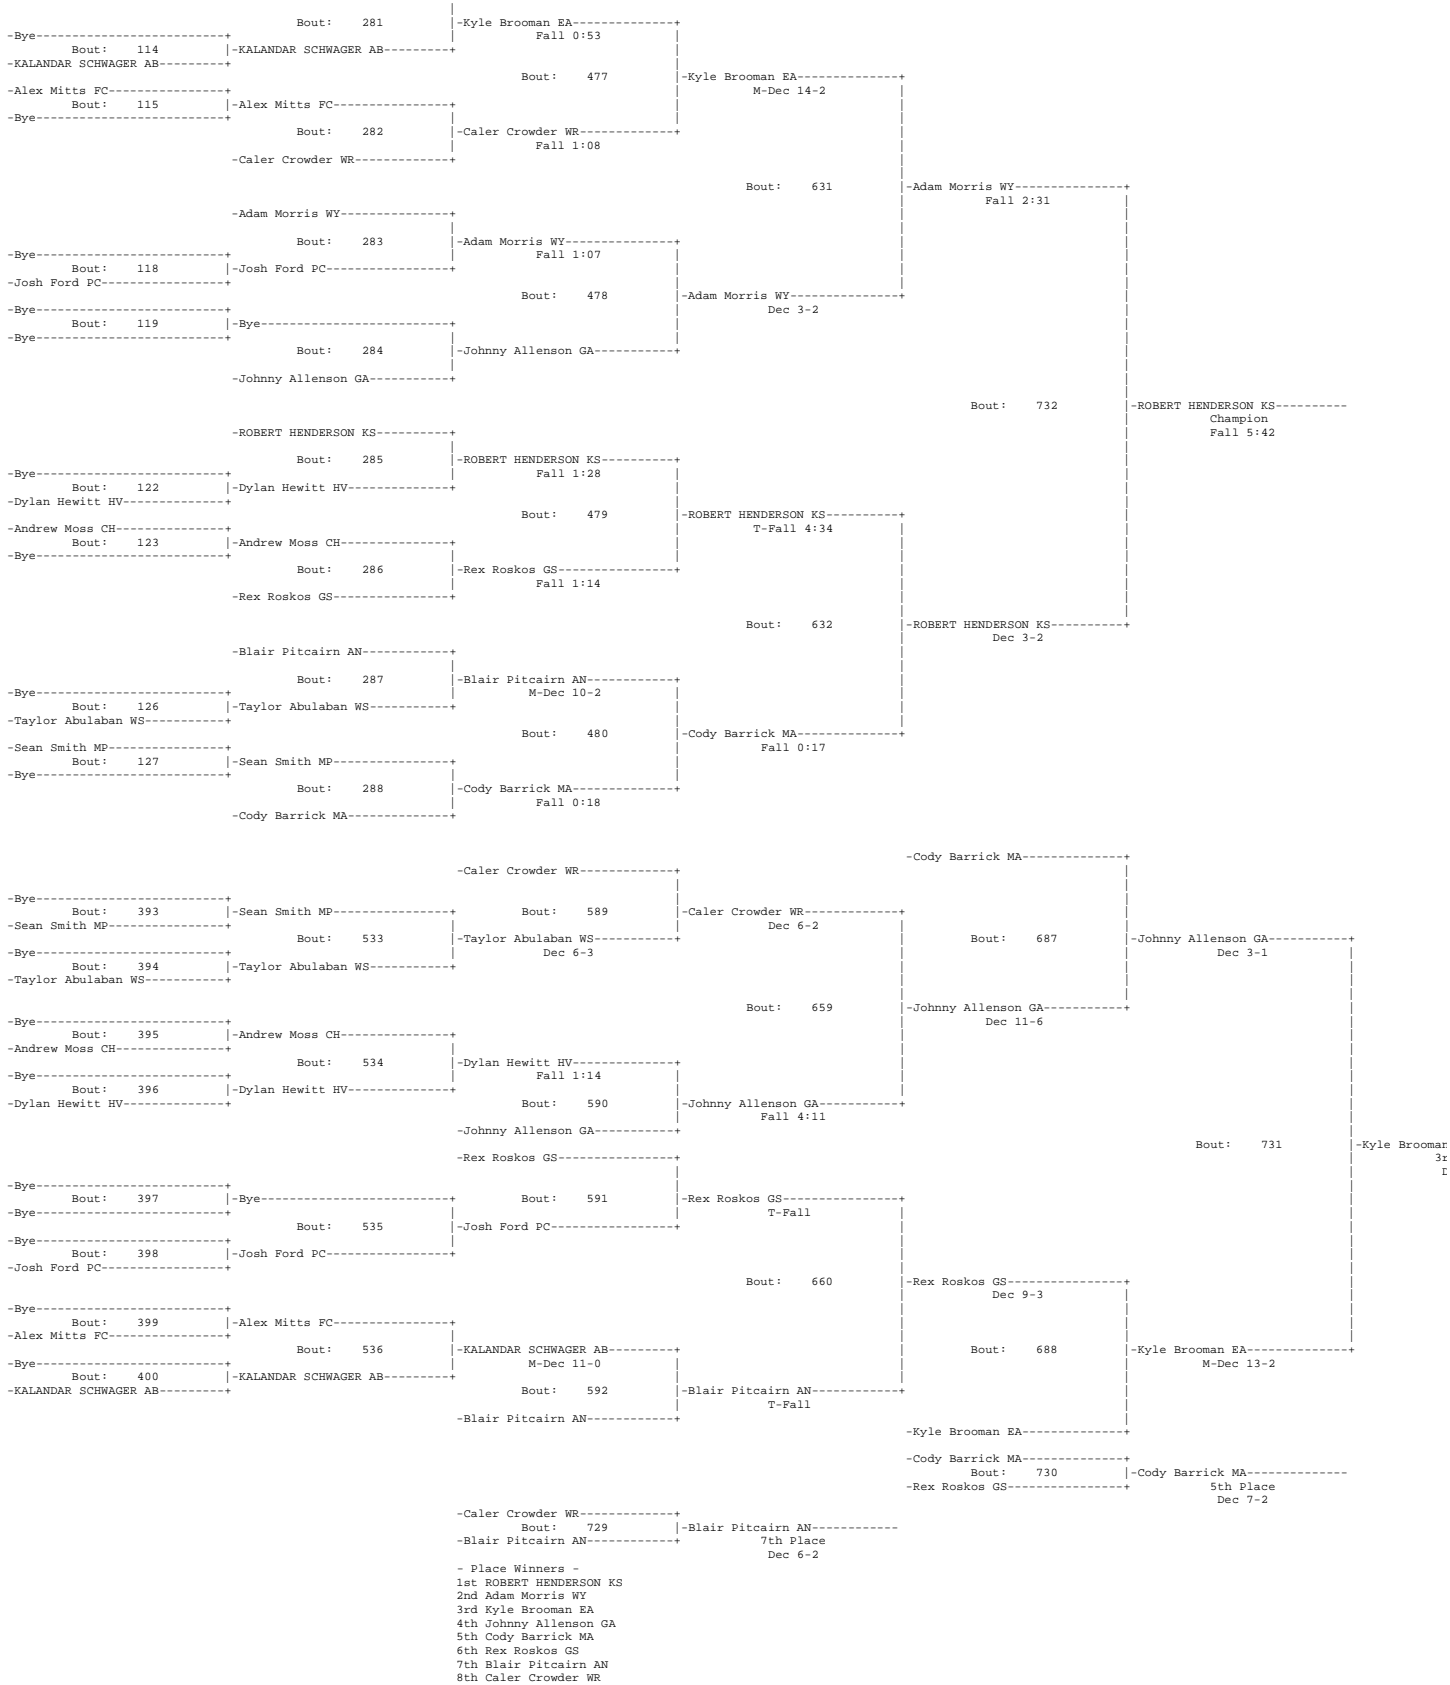 Bout: 281 |-Kyle Brooman EA--------------+
-Bye--------------------------+ | Fall 0:53 |
Bout: 114 |-KALANDAR SCHWAGER AB---------+ |
-KALANDAR SCHWAGER AB---------+ |
Bout: 477 |-Kyle Brooman EA--------------+
-Alex Mitts FC----------------+ | M-Dec 14-2 |
Bout: 115 |-Alex Mitts FC----------------+ | |
-Bye--------------------------+ | | |
Bout: 282 |-Caler Crowder WR-------------+ |
| Fall 1:08 |
-Caler Crowder WR-------------+ |
Bout: 631 |-Adam Morris WY---------------+
| Fall 2:31 |
-Adam Morris WY---------------+ | |
Bout: 283 |-Adam Morris WY---------------+ | |
-Bye--------------------------+ | Fall 1:07 | | |
Bout: 118 |-Josh Ford PC-----------------+ | | |
-Josh Ford PC-----------------+ | | |
Bout: 478 |-Adam Morris WY---------------+ |
-Bye--------------------------+ | Dec 3-2 |
Bout: 119 |-Bye--------------------------+ | |
-Bye--------------------------+ | | |
Bout: 284 |-Johnny Allenson GA-----------+ |
-Johnny Allenson GA-----------+ |
Bout: 732 |-ROBERT HENDERSON KS----------
| Champion
-ROBERT HENDERSON KS----------+ | Fall 5:42
Bout: 285 |-ROBERT HENDERSON KS----------+ |
-Bye--------------------------+ | Fall 1:28 | |
Bout: 122 |-Dylan Hewitt HV--------------+ | |
-Dylan Hewitt HV--------------+ | |
Bout: 479 |-ROBERT HENDERSON KS----------+ |
-Andrew Moss CH---------------+ | T-Fall 4:34 | |
Bout: 123 |-Andrew Moss CH---------------+ | | |
-Bye--------------------------+ | | | |
Bout: 286 |-Rex Roskos GS----------------+ | |
| Fall 1:14 | |
-Rex Roskos GS----------------+ | |
Bout: 632 |-ROBERT HENDERSON KS----------+
| Dec 3-2
-Blair Pitcairn AN------------+ |
Bout: 287 |-Blair Pitcairn AN------------+ |
-Bye--------------------------+ | M-Dec 10-2 | |
Bout: 126 |-Taylor Abulaban WS-----------+ | |
-Taylor Abulaban WS-----------+ | |
Bout: 480 |-Cody Barrick MA--------------+
-Sean Smith MP----------------+ | Fall 0:17
Bout: 127 |-Sean Smith MP----------------+ |
-Bye--------------------------+ | |
Bout: 288 |-Cody Barrick MA--------------+
| Fall 0:18
-Cody Barrick MA--------------+
-Cody Barrick MA--------------+
-Caler Crowder WR-------------+ |
-Bye--------------------------+ | |
Bout: 393 |-Sean Smith MP----------------+ Bout: 589 |-Caler Crowder WR-------------+ |
-Sean Smith MP----------------+ | | Dec 6-2 | |
Bout: 533 |-Taylor Abulaban WS-----------+ | Bout: 687 |-Johnny Allenson GA-----------+
-Bye--------------------------+ | Dec 6-3 | | Dec 3-1 |
Bout: 394 |-Taylor Abulaban WS-----------+ | | |
-Taylor Abulaban WS-----------+ | | |
Bout: 659 |-Johnny Allenson GA-----------+ |
-Bye--------------------------+ | Dec 11-6 |
Bout: 395 |-Andrew Moss CH---------------+ | |
-Andrew Moss CH---------------+ | | |
Bout: 534 |-Dylan Hewitt HV--------------+ | |
-Bye--------------------------+ | Fall 1:14 | | |
Bout: 396 |-Dylan Hewitt HV--------------+ | | |
-Dylan Hewitt HV--------------+ Bout: 590 |-Johnny Allenson GA-----------+ |
| Fall 4:11 |
-Johnny Allenson GA-----------+ |
Bout: 731 |-Kyle Brooman
-Rex Roskos GS----------------+ | 3r
| | D
-Bye--------------------------+ | |
Bout: 397 |-Bye--------------------------+ Bout: 591 |-Rex Roskos GS----------------+ |
-Bye--------------------------+ | | T-Fall | |
Bout: 535 |-Josh Ford PC-----------------+ | |
-Bye--------------------------+ | | |
Bout: 398 |-Josh Ford PC-----------------+ | |
-Josh Ford PC-----------------+ | |
Bout: 660 |-Rex Roskos GS----------------+ |
| Dec 9-3 | |
-Bye--------------------------+ | | |
Bout: 399 |-Alex Mitts FC----------------+ | | |
-Alex Mitts FC----------------+ | | | |
Bout: 536 |-KALANDAR SCHWAGER AB---------+ | Bout: 688 |-Kyle Brooman EA--------------+
-Bye--------------------------+ | M-Dec 11-0 | | | M-Dec 13-2
Bout: 400 |-KALANDAR SCHWAGER AB---------+ | | |
-KALANDAR SCHWAGER AB---------+ Bout: 592 |-Blair Pitcairn AN------------+ |
| T-Fall |
-Blair Pitcairn AN------------+ |
-Kyle Brooman EA--------------+
-Cody Barrick MA--------------+
Bout: 730 |-Cody Barrick MA--------------
-Rex Roskos GS----------------+ 5th Place
Dec 7-2
-Caler Crowder WR-------------+
Bout: 729 |-Blair Pitcairn AN------------
-Blair Pitcairn AN------------+ 7th Place
Dec 6-2
- Place Winners -
1st ROBERT HENDERSON KS
2nd Adam Morris WY
3rd Kyle Brooman EA
4th Johnny Allenson GA
5th Cody Barrick MA
6th Rex Roskos GS
7th Blair Pitcairn AN
8th Caler Crowder WR